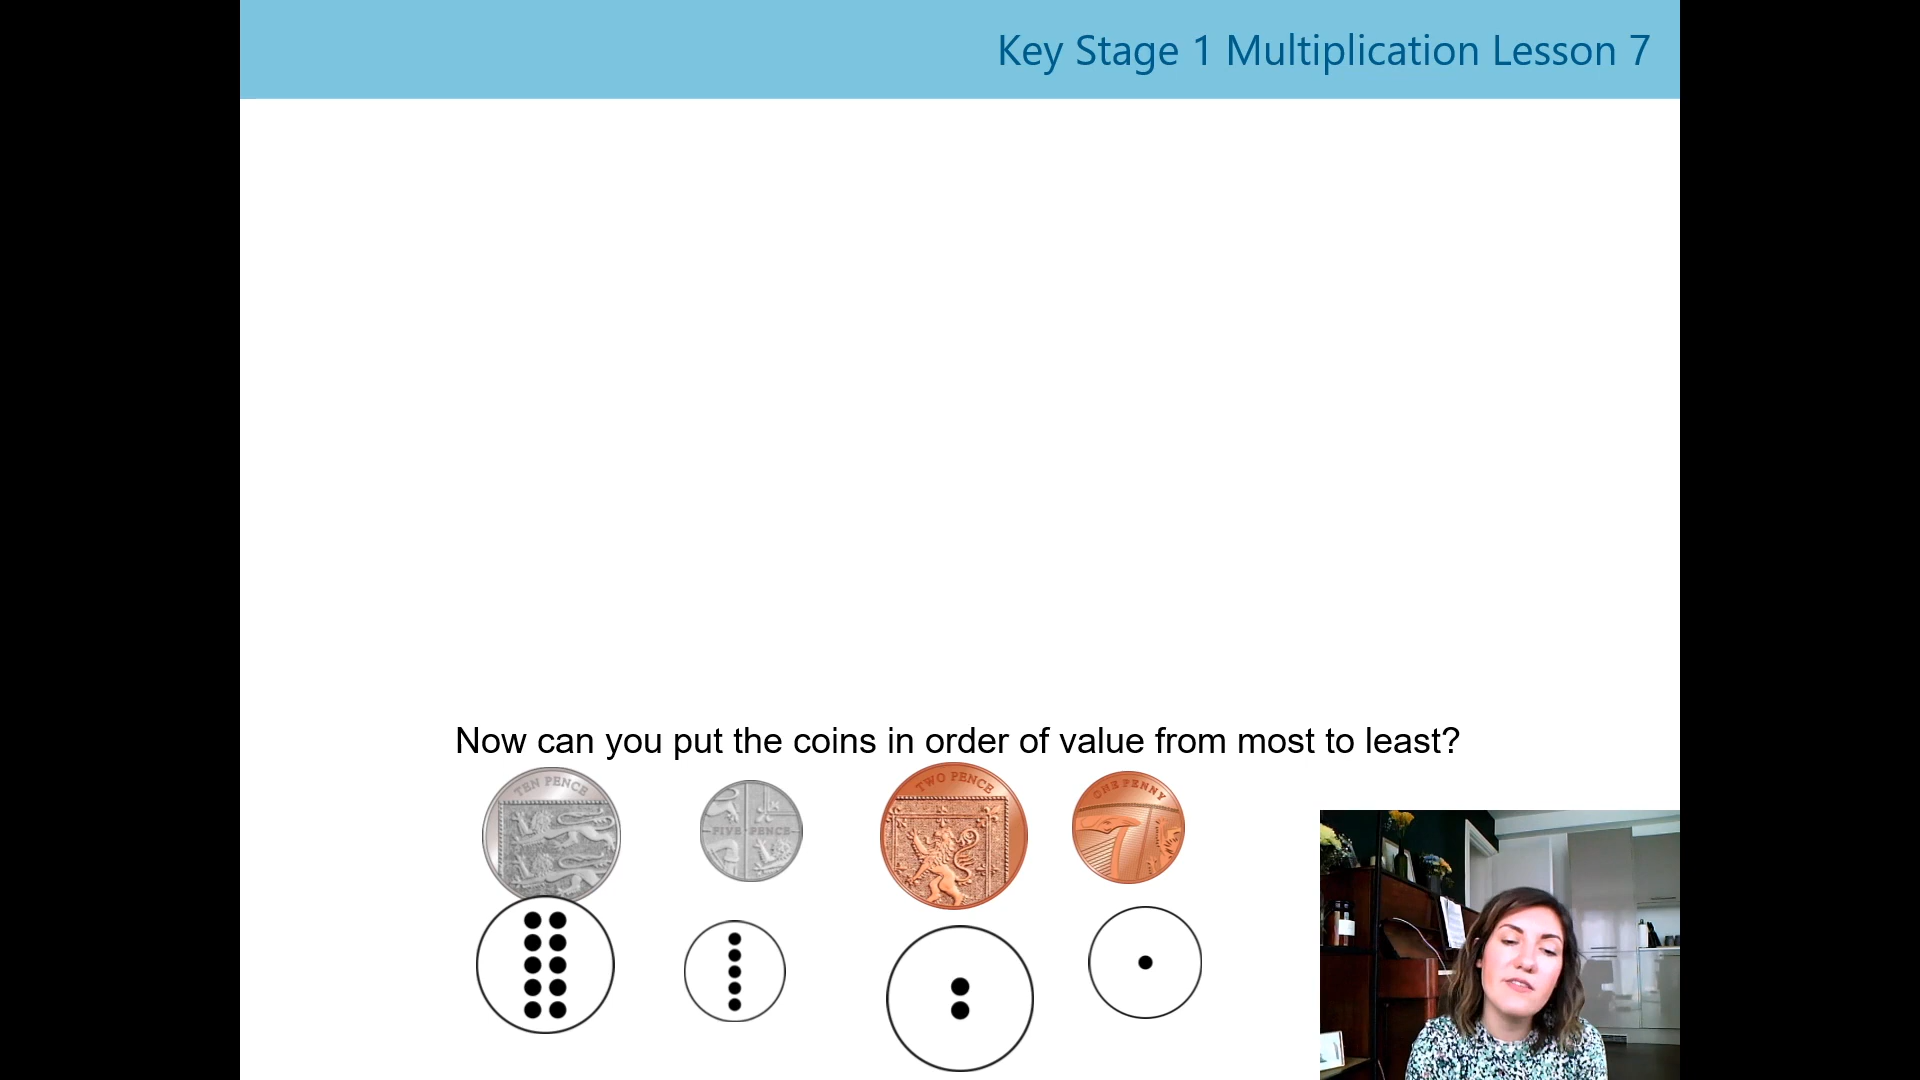 Key Stage 1 Multiplication Lesson 7
Now can you put the coins in order of value from most to least?
TEN PENCE
FIVE PENCE
TWO PENCE
ONE PENNY